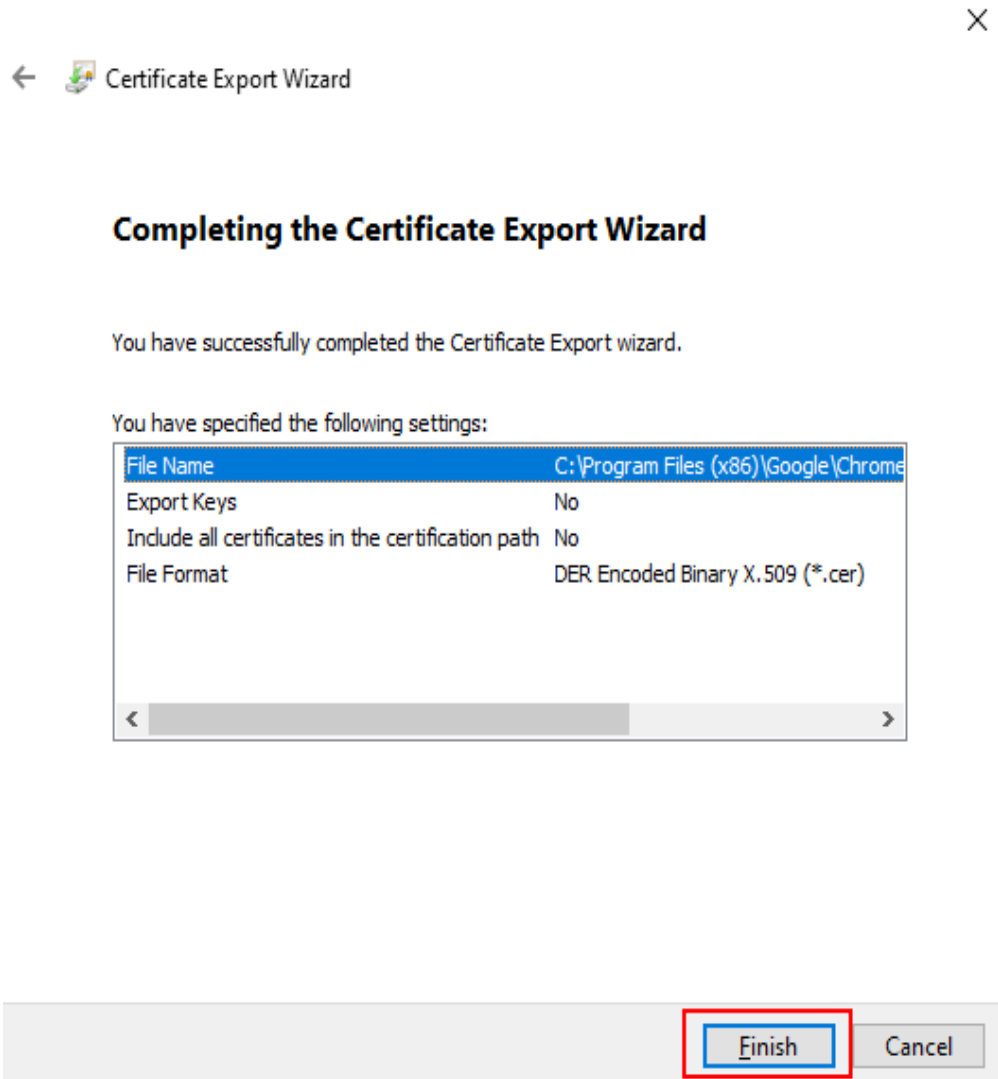 Certificate Export Wizard
Completing the Certificate Export Wizard
You have successfully completed the Certificate Export wizard.
You have specified the following settings:
File Name C:\Program Files (x86)\Google\Chrome
Export Keys No
Include all certificates in the certification path No
File Format DER Encoded Binary X.509 (*.cer)
Finish Cancel